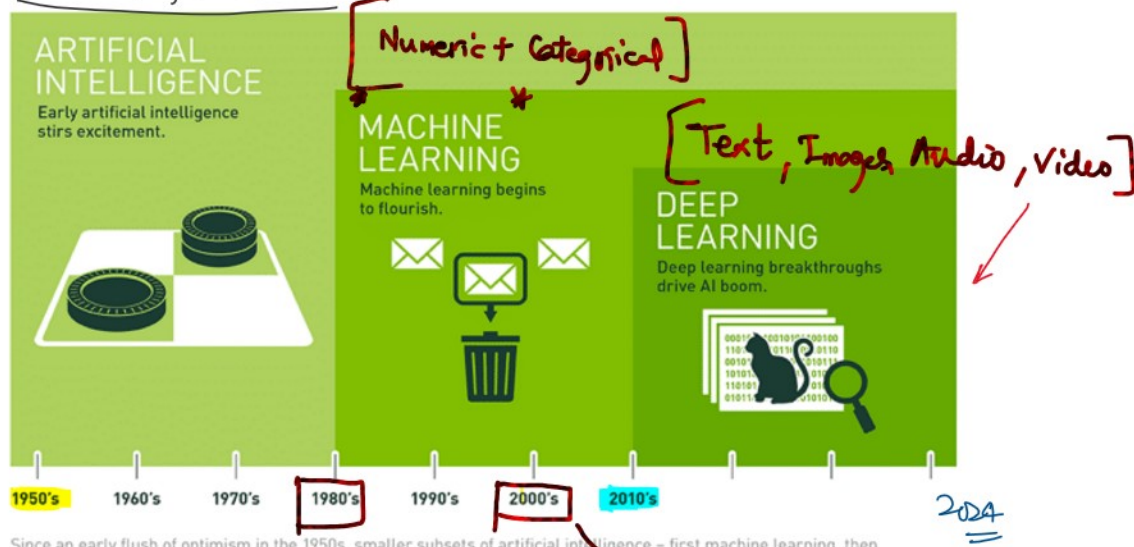 [Numeric + Categorical]
ARTIFICIAL
INTELLIGENCE
Early artificial intelligence
stirs excitement.
* *
MACHINE
LEARNING
Machine learning begins
to flourish.
[Text, Images, Audio, Video]
DEEP
LEARNING
Deep learning breakthroughs
drive AI boom.
1950's 1960's 1970's 1980's 1990's 2000's 2010's
2024
Since an early flush of optimism in the 1950s, smaller subsets of artificial intelligence – first machine learning, then